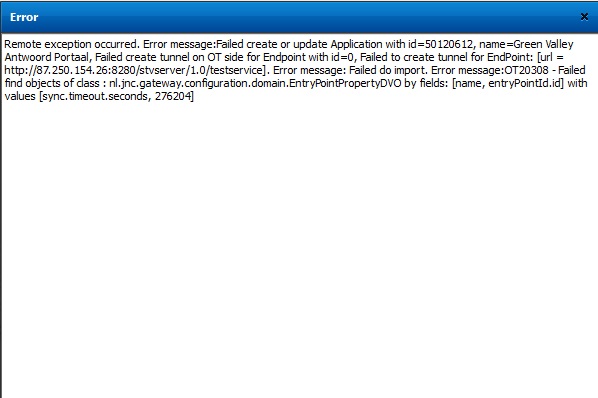 Error
Remote exception occurred. Error message:Failed create or update Application with id=50120612, name=Green Valley
Antwoord Portaal, Failed create tunnel on OT side for Endpoint with id=0, Failed to create tunnel for EndPoint: [url =
http://87.250.154.26:8280/stvserver/1.0/testservice]. Error message: Failed do import. Error message:OT20308 - Failed
find objects of class : nl.jnc.gateway.configuration.domain.EntryPointPropertyDVO by fields: [name, entryPointId.id] with
values [sync.timeout.seconds, 276204]